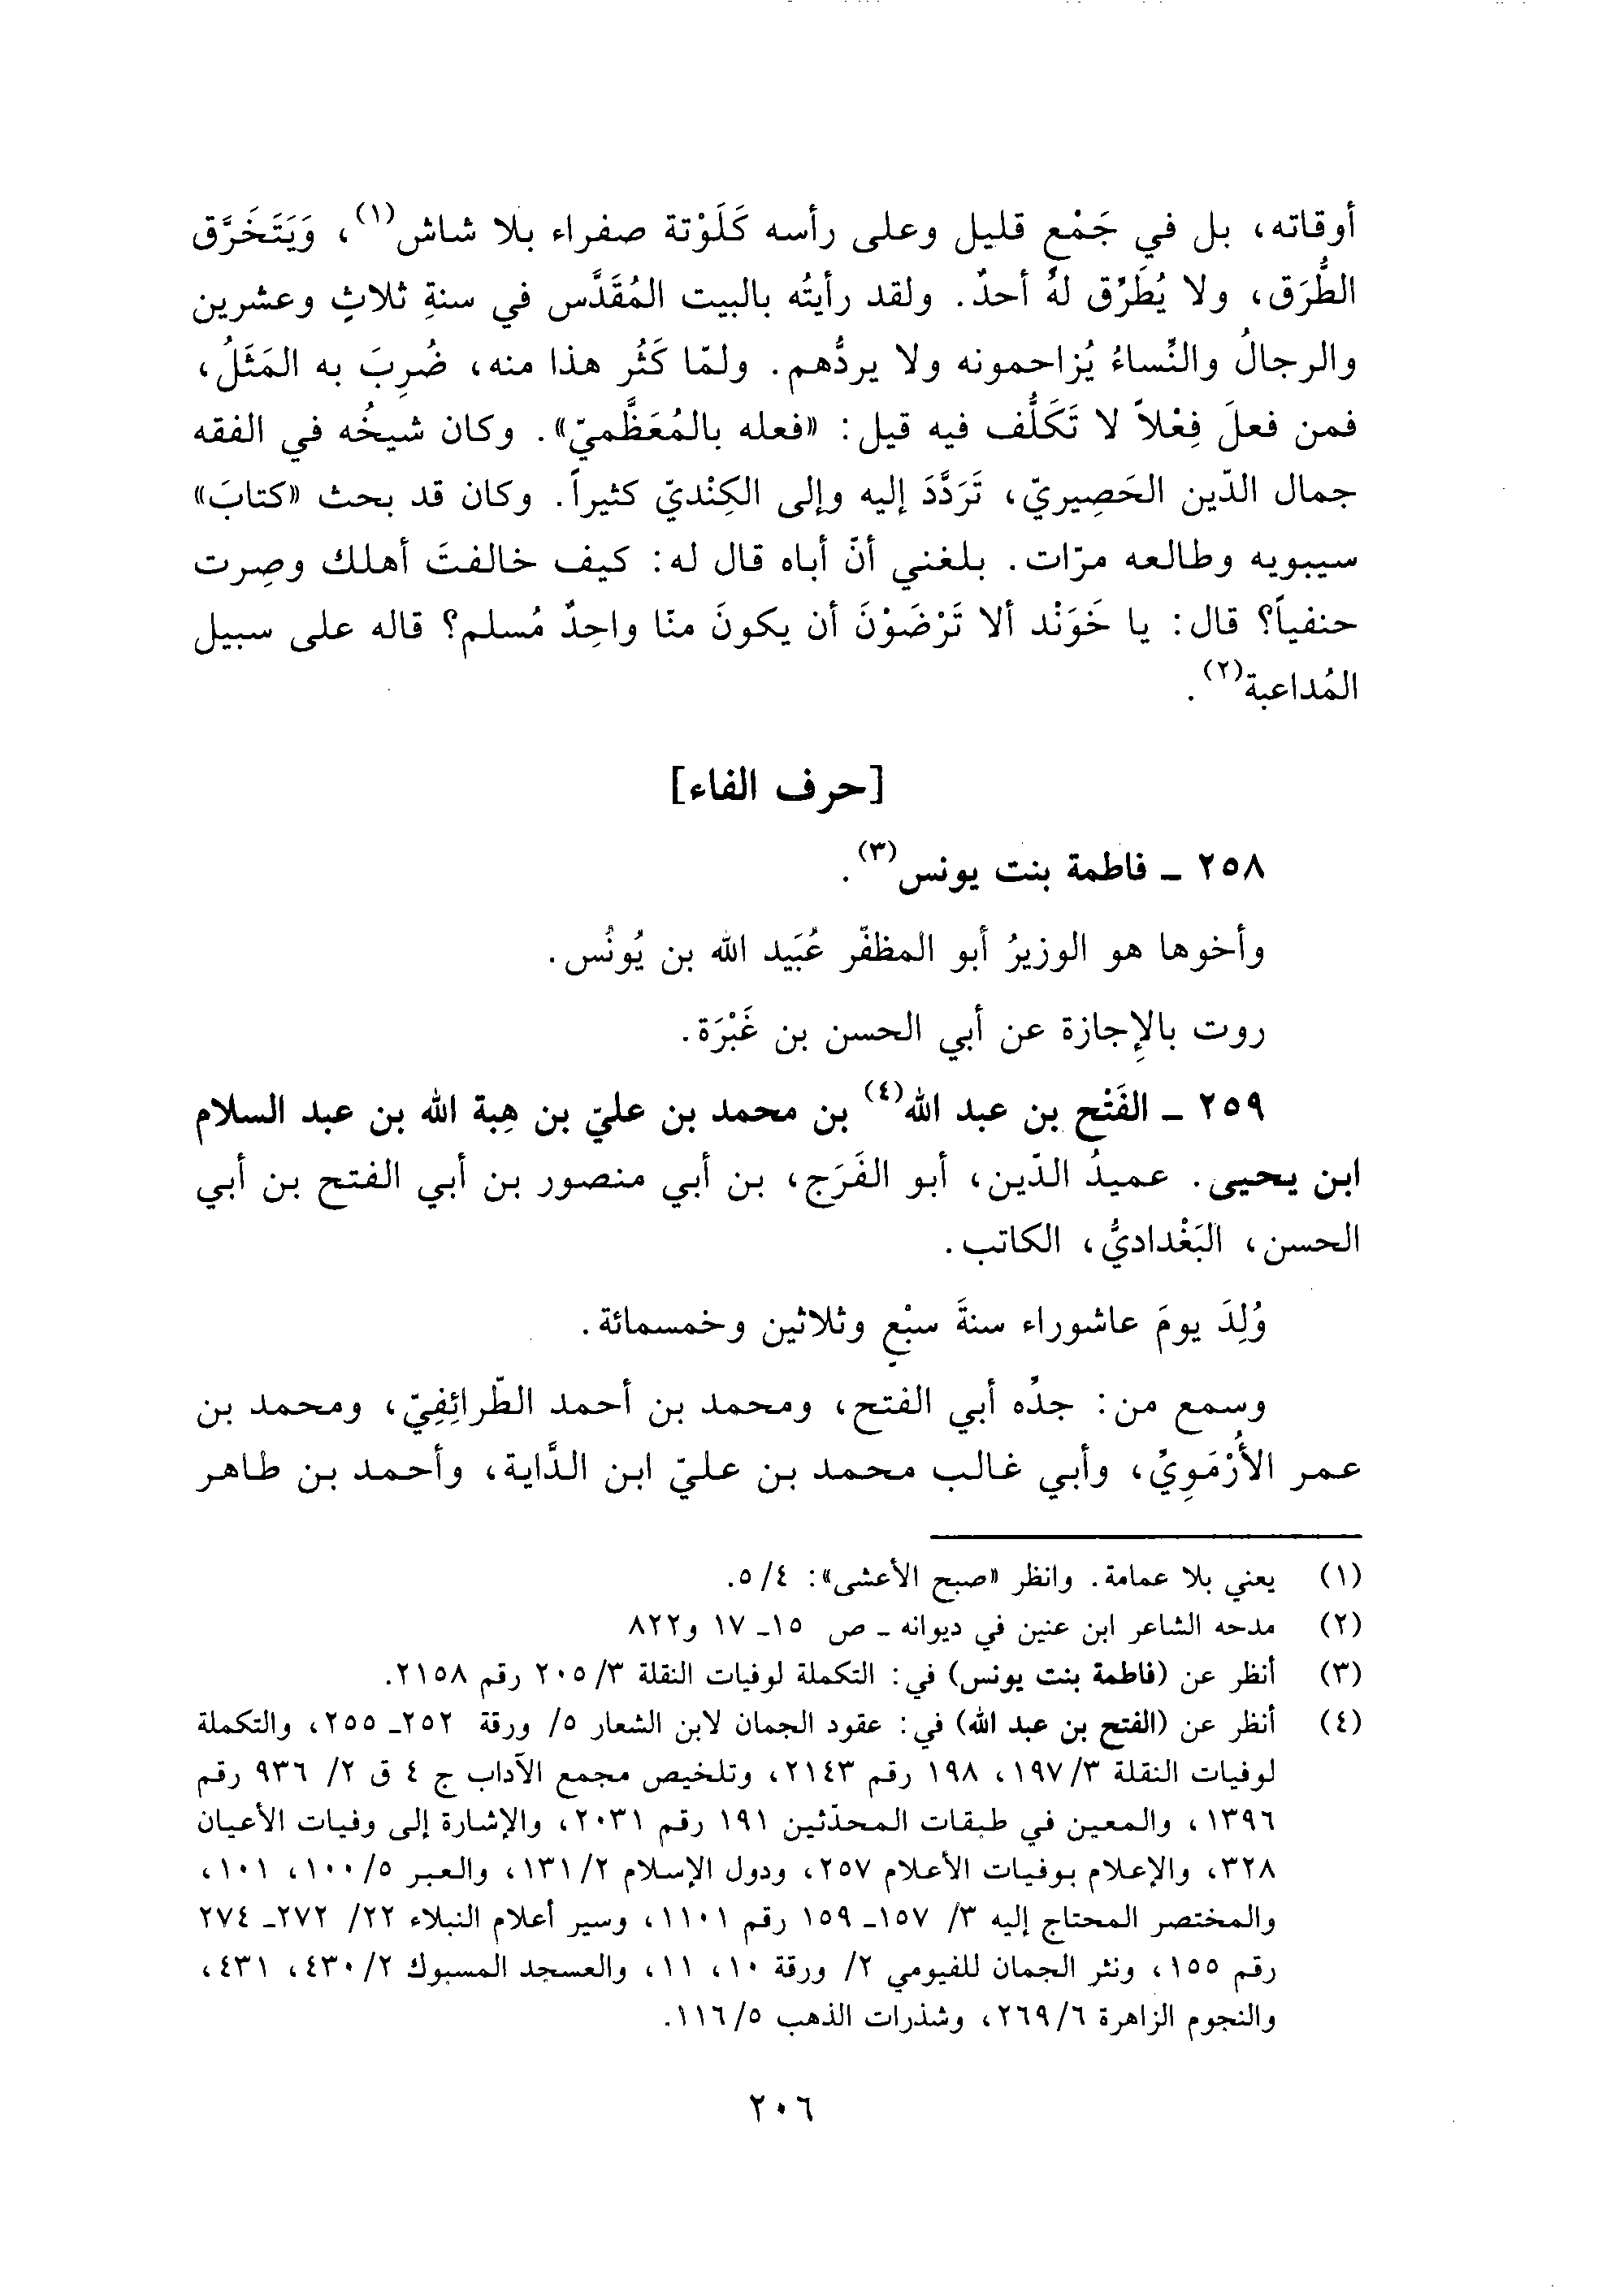 أوقاته، بل في جَمْعٍ قليل وعلى رأسه كَلَوْتة صفراء بلا شاش(١)، وَيَتَخَرَّق
الطُّرَق، ولا يُطَرِّق لهُ أحدٌ. ولقد رأيتُه بالبيت المُقَدَّس في سنةِ ثلاثٍ وعشرين
والرجالُ والنِّساءُ يُزاحمونه ولا يردُّهم. ولمّا كَثُر هذا منه، ضُرِبَ به المَثَلُ،
فمن فعلَ فِعْلاً لا تَكَلُّف فيه قيل: «فعله بالمُعَظَّميّ». وكان شيخُه في الفقه
جمال الدّين الحَصِيريّ، تَرَدَّدَ إليه وإلى الكِنْديّ كثيراً. وكان قد بحث «كتابَ»
سيبويه وطالعه مرّات. بلغني أنّ أباه قال له: كيف خالفتَ أهلك وصِرت
حنفياً؟ قال: يا خَوَنْد ألا تَرْضَوْنَ أن يكونَ منّا واحِدٌ مُسلم؟ قاله على سبيل
المُداعبة(٢).
[حرف الفاء]
٢٥٨ ـ فاطمة بنت يونس(٣).
وأخوها هو الوزيرُ أبو المظفّر عُبَيد الله بن يُونُس.
روت بالإِجازة عن أبي الحسن بن غَبْرَة.
٢٥٩ ـ الفَتْح بن عبد الله(٤) بن محمد بن عليّ بن هِبة الله بن عبد السلام
ابن يحيى. عميدُ الدّين، أبو الفَرَج، بن أبي منصور بن أبي الفتح بن أبي
الحسن، البَغْداديُّ، الكاتب.
وُلِدَ يومَ عاشوراء سنةَ سبْعٍ وثلاثين وخمسمائة.
وسمع من: جدِّه أبي الفتح، ومحمد بن أحمد الطّرائِفِيّ، ومحمد بن
عمر الأُرْمَوِيِّ، وأبي غالب محمد بن عليّ ابن الدَّاية، وأحمد بن طاهر
(١) يعني بلا عمامة. وانظر «صبح الأعشى»: ٤/ ٥.
(٢) مدحه الشاعر ابن عنين في ديوانه ـ ص ١٥ـ ١٧ و٨٢٢
(٣) أنظر عن (فاطمة بنت يونس) في: التكملة لوفيات النقلة ٣/ ٢٠٥ رقم ٢١٥٨.
(٤) أنظر عن (الفتح بن عبد الله) في: عقود الجمان لابن الشعار ٥/ ورقة ٢٥٢ـ ٢٥٥، والتكملة
لوفيات النقلة ٣/ ١٩٧، ١٩٨ رقم ٢١٤٣، وتلخيص مجمع الآداب ج ٤ ق ٢/ ٩٣٦ رقم
١٣٩٦، والمعين في طبقات المحدّثين ١٩١ رقم ٢٠٣١، والإشارة إلى وفيات الأعيان
٣٢٨، والإعلام بوفيات الأعلام ٢٥٧، ودول الإسلام ٢/ ١٣١، والعبر ٥/ ١٠٠، ١٠١،
والمختصر المحتاج إليه ٣/ ١٥٧ـ ١٥٩ رقم ١١٠١، وسير أعلام النبلاء ٢٢/ ٢٧٢ـ ٢٧٤
رقم ١٥٥، ونثر الجمان للفيومي ٢/ ورقة ١٠، ١١، والعسجد المسبوك ٢/ ٤٣٠، ٤٣١،
والنجوم الزاهرة ٦/ ٢٦٩، وشذرات الذهب ٥/ ١١٦.
٢٠٦